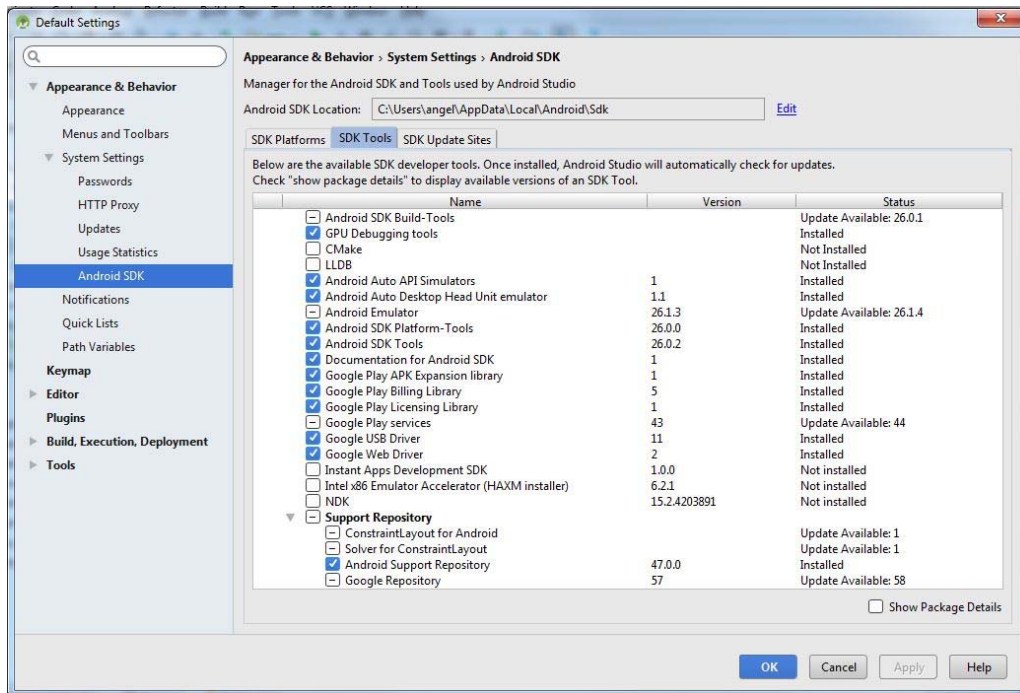 Default Settings
Appearance & Behavior › System Settings › Android SDK
Appearance & Behavior
Appearance
Menus and Toolbars
System Settings
Passwords
HTTP Proxy
Updates
Usage Statistics
Android SDK
Notifications
Quick Lists
Path Variables
Keymap
Editor
Plugins
Build, Execution, Deployment
Tools
Manager for the Android SDK and Tools used by Android Studio
Android SDK Location: C:\Users\angel\AppData\Local\Android\Sdk Edit
SDK Platforms SDK Tools SDK Update Sites
Below are the available SDK developer tools. Once installed, Android Studio will automatically check for updates.
Check "show package details" to display available versions of an SDK Tool.
Name Version Status
Android SDK Build-Tools Update Available: 26.0.1
GPU Debugging tools Installed
CMake Not Installed
LLDB Not Installed
Android Auto API Simulators 1 Installed
Android Auto Desktop Head Unit emulator 1.1 Installed
Android Emulator 26.1.3 Update Available: 26.1.4
Android SDK Platform-Tools 26.0.0 Installed
Android SDK Tools 26.0.2 Installed
Documentation for Android SDK 1 Installed
Google Play APK Expansion library 1 Installed
Google Play Billing Library 5 Installed
Google Play Licensing Library 1 Installed
Google Play services 43 Update Available: 44
Google USB Driver 11 Installed
Google Web Driver 2 Installed
Instant Apps Development SDK 1.0.0 Not installed
Intel x86 Emulator Accelerator (HAXM installer) 6.2.1 Not installed
NDK 15.2.4203891 Not installed
Support Repository
ConstraintLayout for Android Update Available: 1
Solver for ConstraintLayout Update Available: 1
Android Support Repository 47.0.0 Installed
Google Repository 57 Update Available: 58
Show Package Details
OK Cancel Apply Help